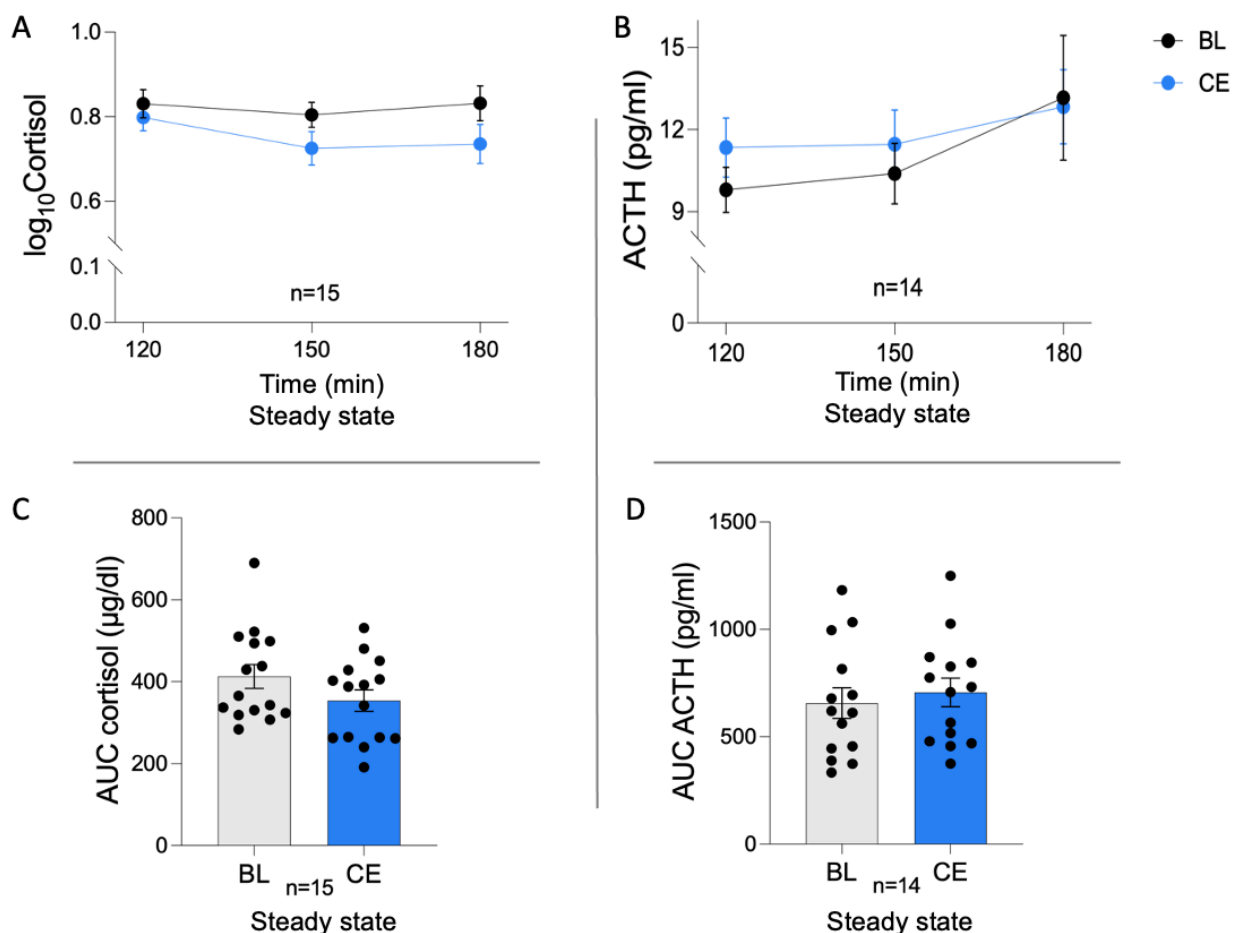 A
1.0
0.8
0.6
0.1
0.0
log10Cortisol
n=15
120 150 180
Time (min)
Steady state
B
15
12
9
0
ACTH (pg/ml)
n=14
120 150 180
Time (min)
Steady state
BL
CE
C
800
600
400
200
0
AUC cortisol (µg/dl)
BL CE
n=15
Steady state
D
1500
1000
500
0
AUC ACTH (pg/ml)
BL CE
n=14
Steady state